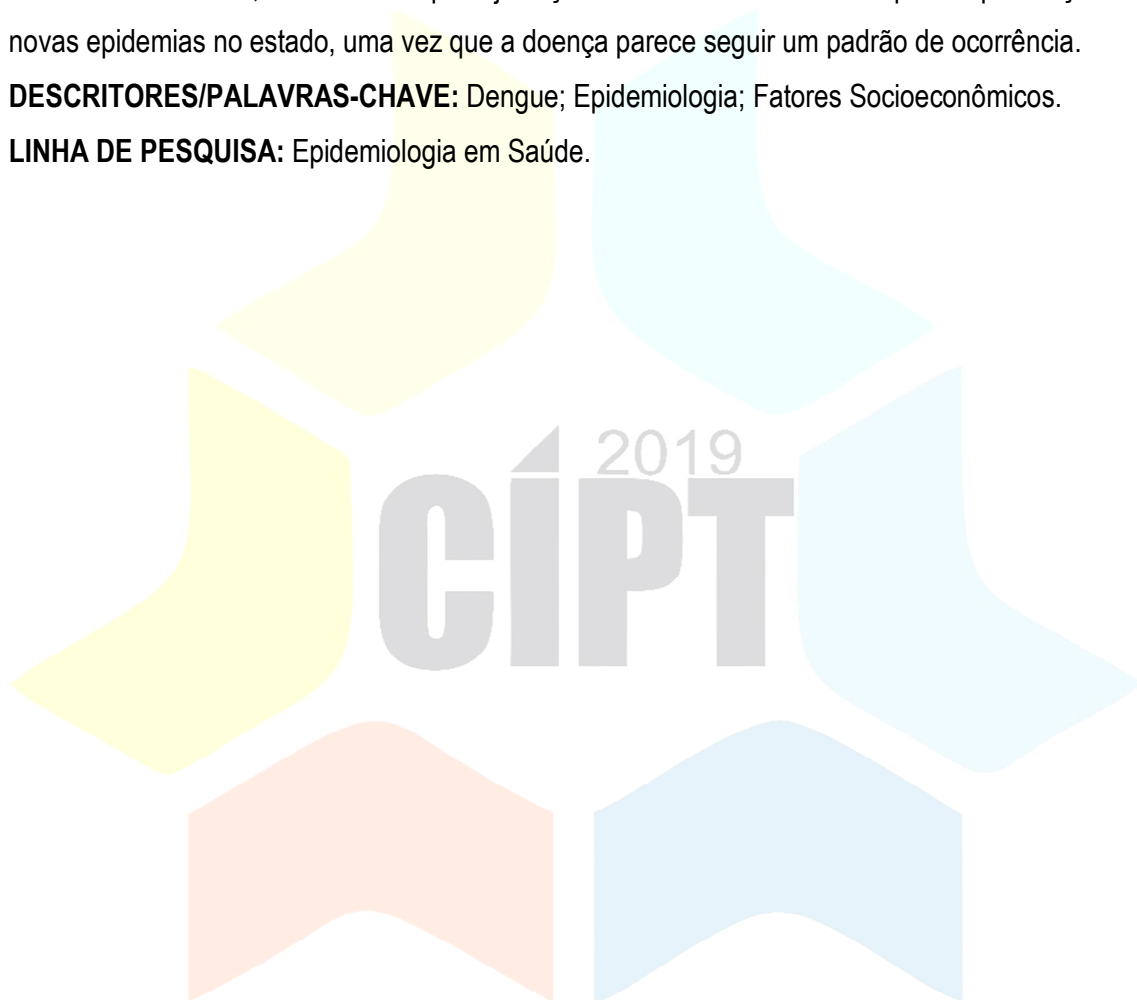 novas epidemias no estado, uma vez que a doença parece seguir um padrão de ocorrência.
DESCRITORES/PALAVRAS-CHAVE: Dengue; Epidemiologia; Fatores Socioeconômicos.
LINHA DE PESQUISA: Epidemiologia em Saúde.
2019
CÍPT